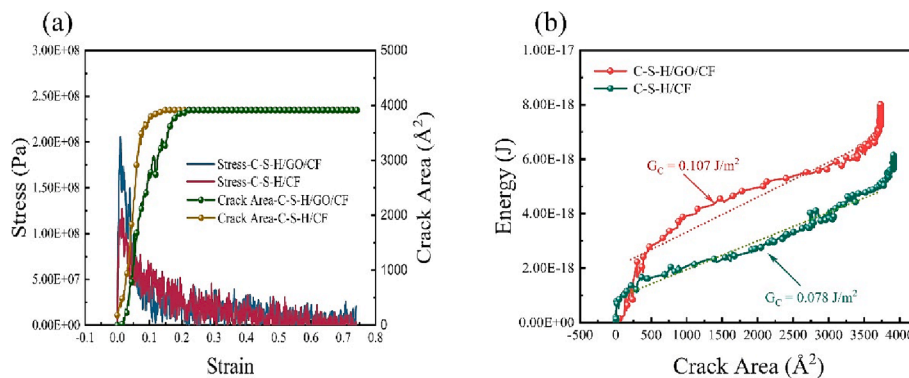 (a)
3.00E+08
2.50E+08
2.00E+08
1.50E+08
1.00E+08
5.00E+07
0.00E+00
Stress (Pa)
5000
4000
3000
2000
1000
0
Crack Area (Å²)
Stress-C-S-H/GO/CF
Stress-C-S-H/CF
Crack Area-C-S-H/GO/CF
Crack Area-C-S-H/CF
-0.1 0.0 0.1 0.2 0.3 0.4 0.5 0.6 0.7 0.8
Strain
(b)
1.00E-17
8.00E-18
6.00E-18
4.00E-18
2.00E-18
0.00E+00
Energy (J)
C-S-H/GO/CF
C-S-H/CF
G_C = 0.107 J/m²
G_C = 0.078 J/m²
-500 0 500 1000 1500 2000 2500 3000 3500 4000
Crack Area (Å²)